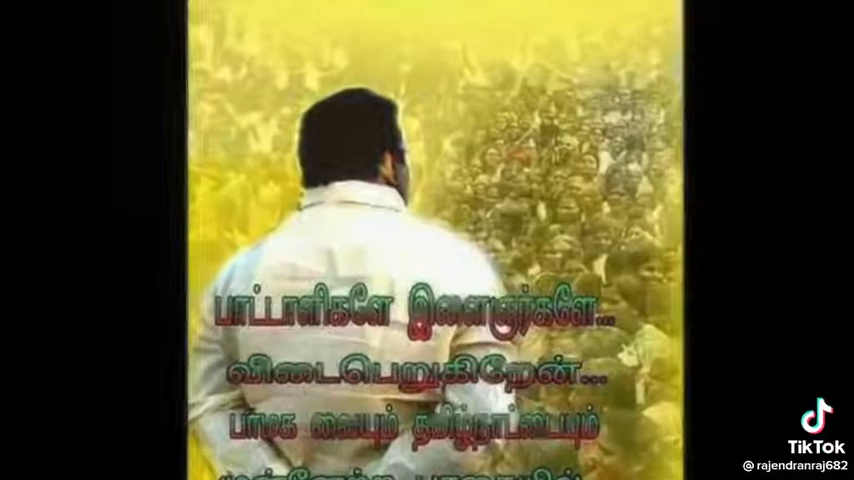 பாட்டாளிகளே இளைஞர்களே...
விடைபெறுகிறேன்...
பாமக வையும் தமிழ்நாட்டையும்
TikTok
@rajendranraj682